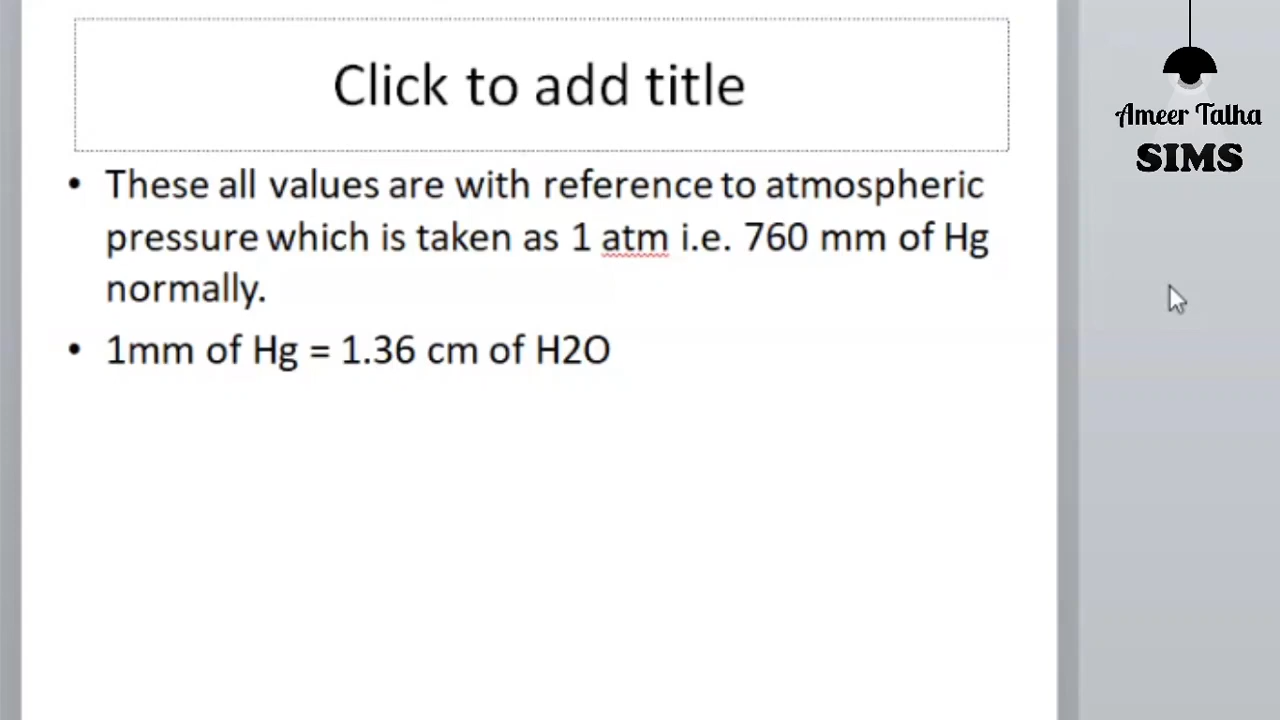 Click to add title
• These all values are with reference to atmospheric
pressure which is taken as 1 atm i.e. 760 mm of Hg
normally.
• 1mm of Hg = 1.36 cm of H2O
Ameer Talha
SIMS